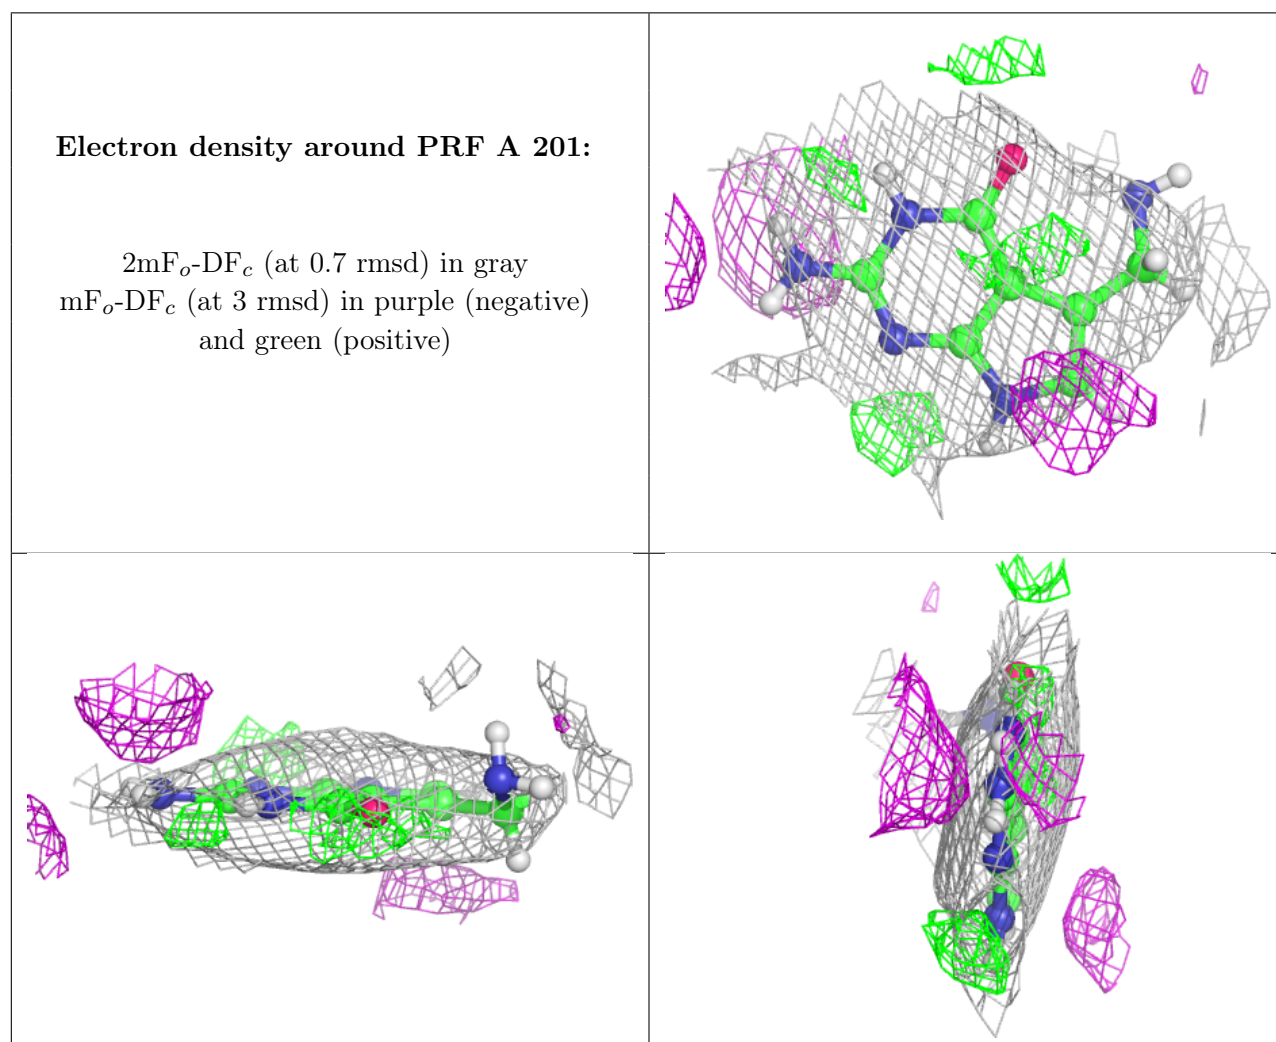 Electron density around PRF A 201:
2mFₒ-DF𝒸 (at 0.7 rmsd) in gray
mFₒ-DF𝒸 (at 3 rmsd) in purple (negative)
and green (positive)